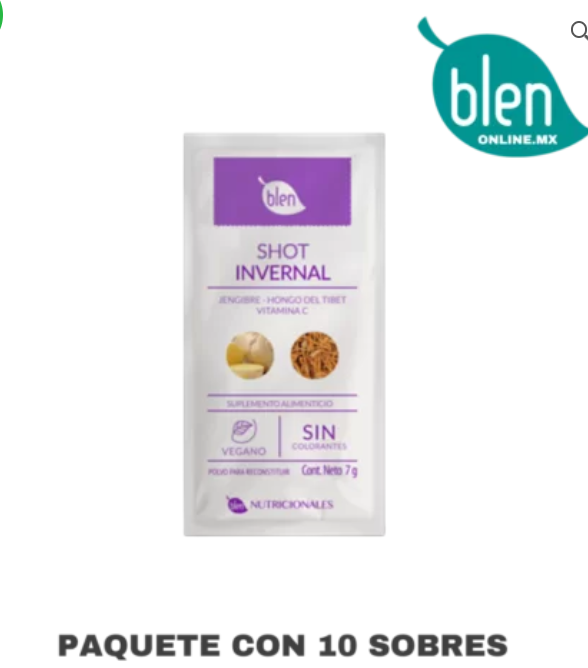 blen
ONLINE.MX
blen
SHOT
INVERNAL
JENGIBRE - HONGO DEL TIBET
VITAMINA C
SUPLEMENTO ALIMENTICIO
VEGANO
SIN
COLORANTES
POLVO PARA RECONSTITUIR
Cont. Neto 7 g
blen NUTRICIONALES
PAQUETE CON 10 SOBRES